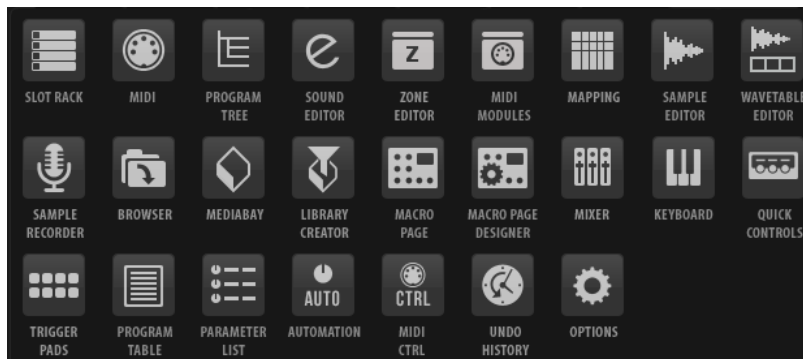 Z
SLOT RACK
MIDI
PROGRAM
TREE
SOUND
EDITOR
ZONE
EDITOR
MIDI
MODULES
MAPPING
SAMPLE
EDITOR
WAVETABLE
EDITOR
SAMPLE
RECORDER
BROWSER
MEDIABAY
LIBRARY
CREATOR
MACRO
PAGE
MACRO PAGE
DESIGNER
MIXER
KEYBOARD
QUICK
CONTROLS
AUTO
CTRL
TRIGGER
PADS
PROGRAM
TABLE
PARAMETER
LIST
AUTOMATION
MIDI
CTRL
UNDO
HISTORY
OPTIONS